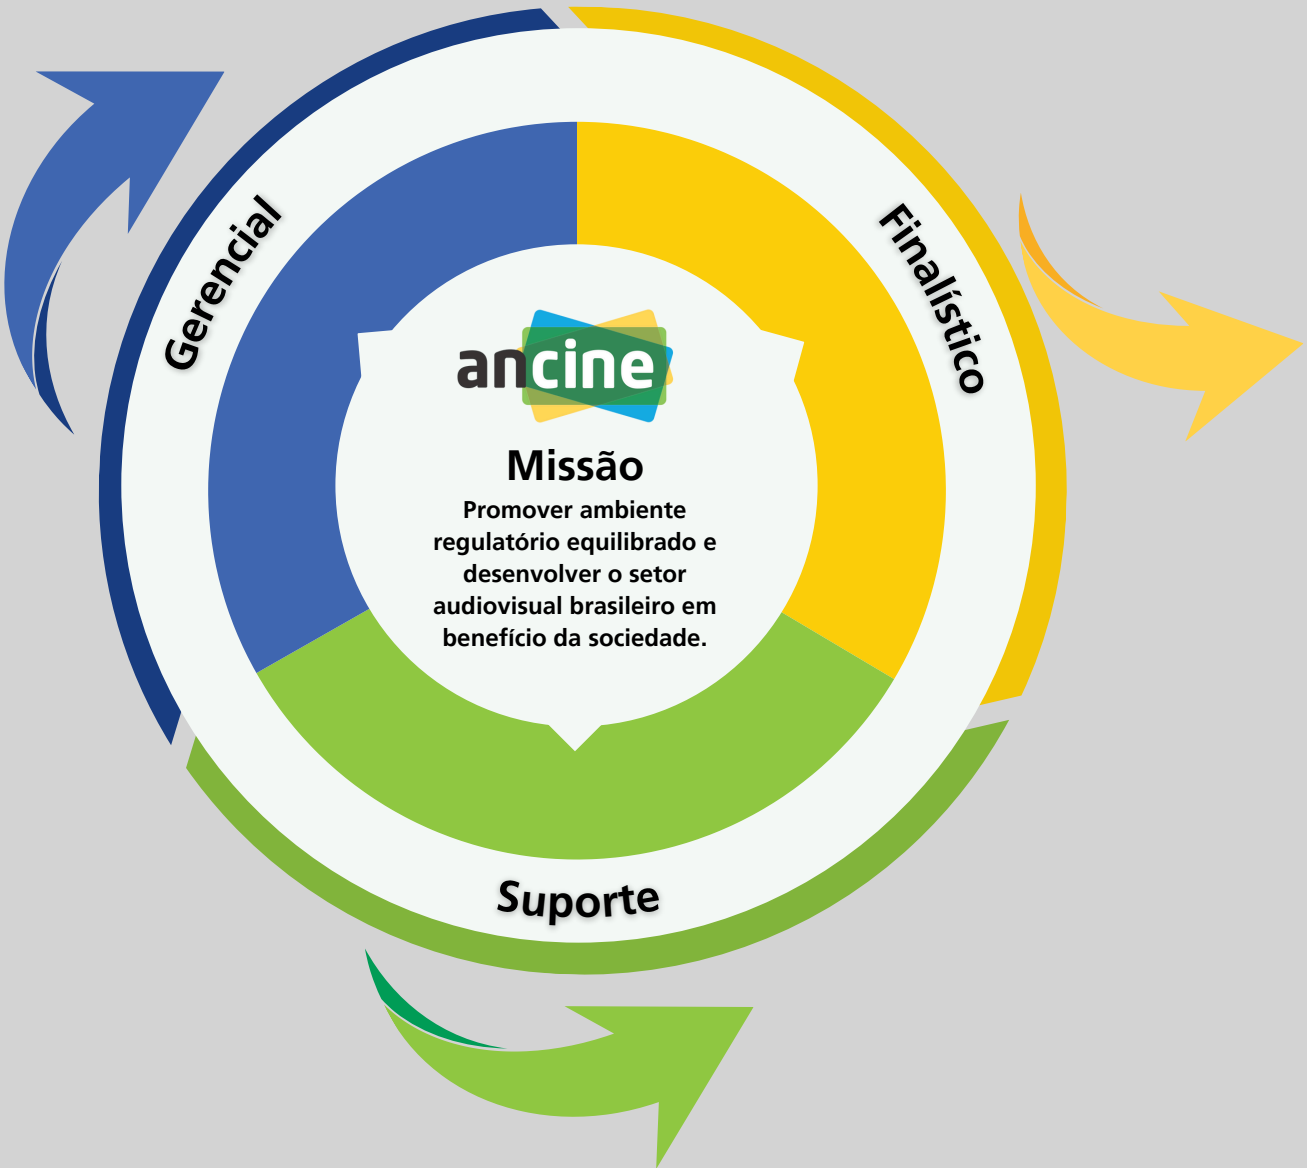 Gerencial
Finalístico
ancine
Missão
Promover ambiente
regulatório equilibrado e
desenvolver o setor
audiovisual brasileiro em
benefício da sociedade.
Suporte